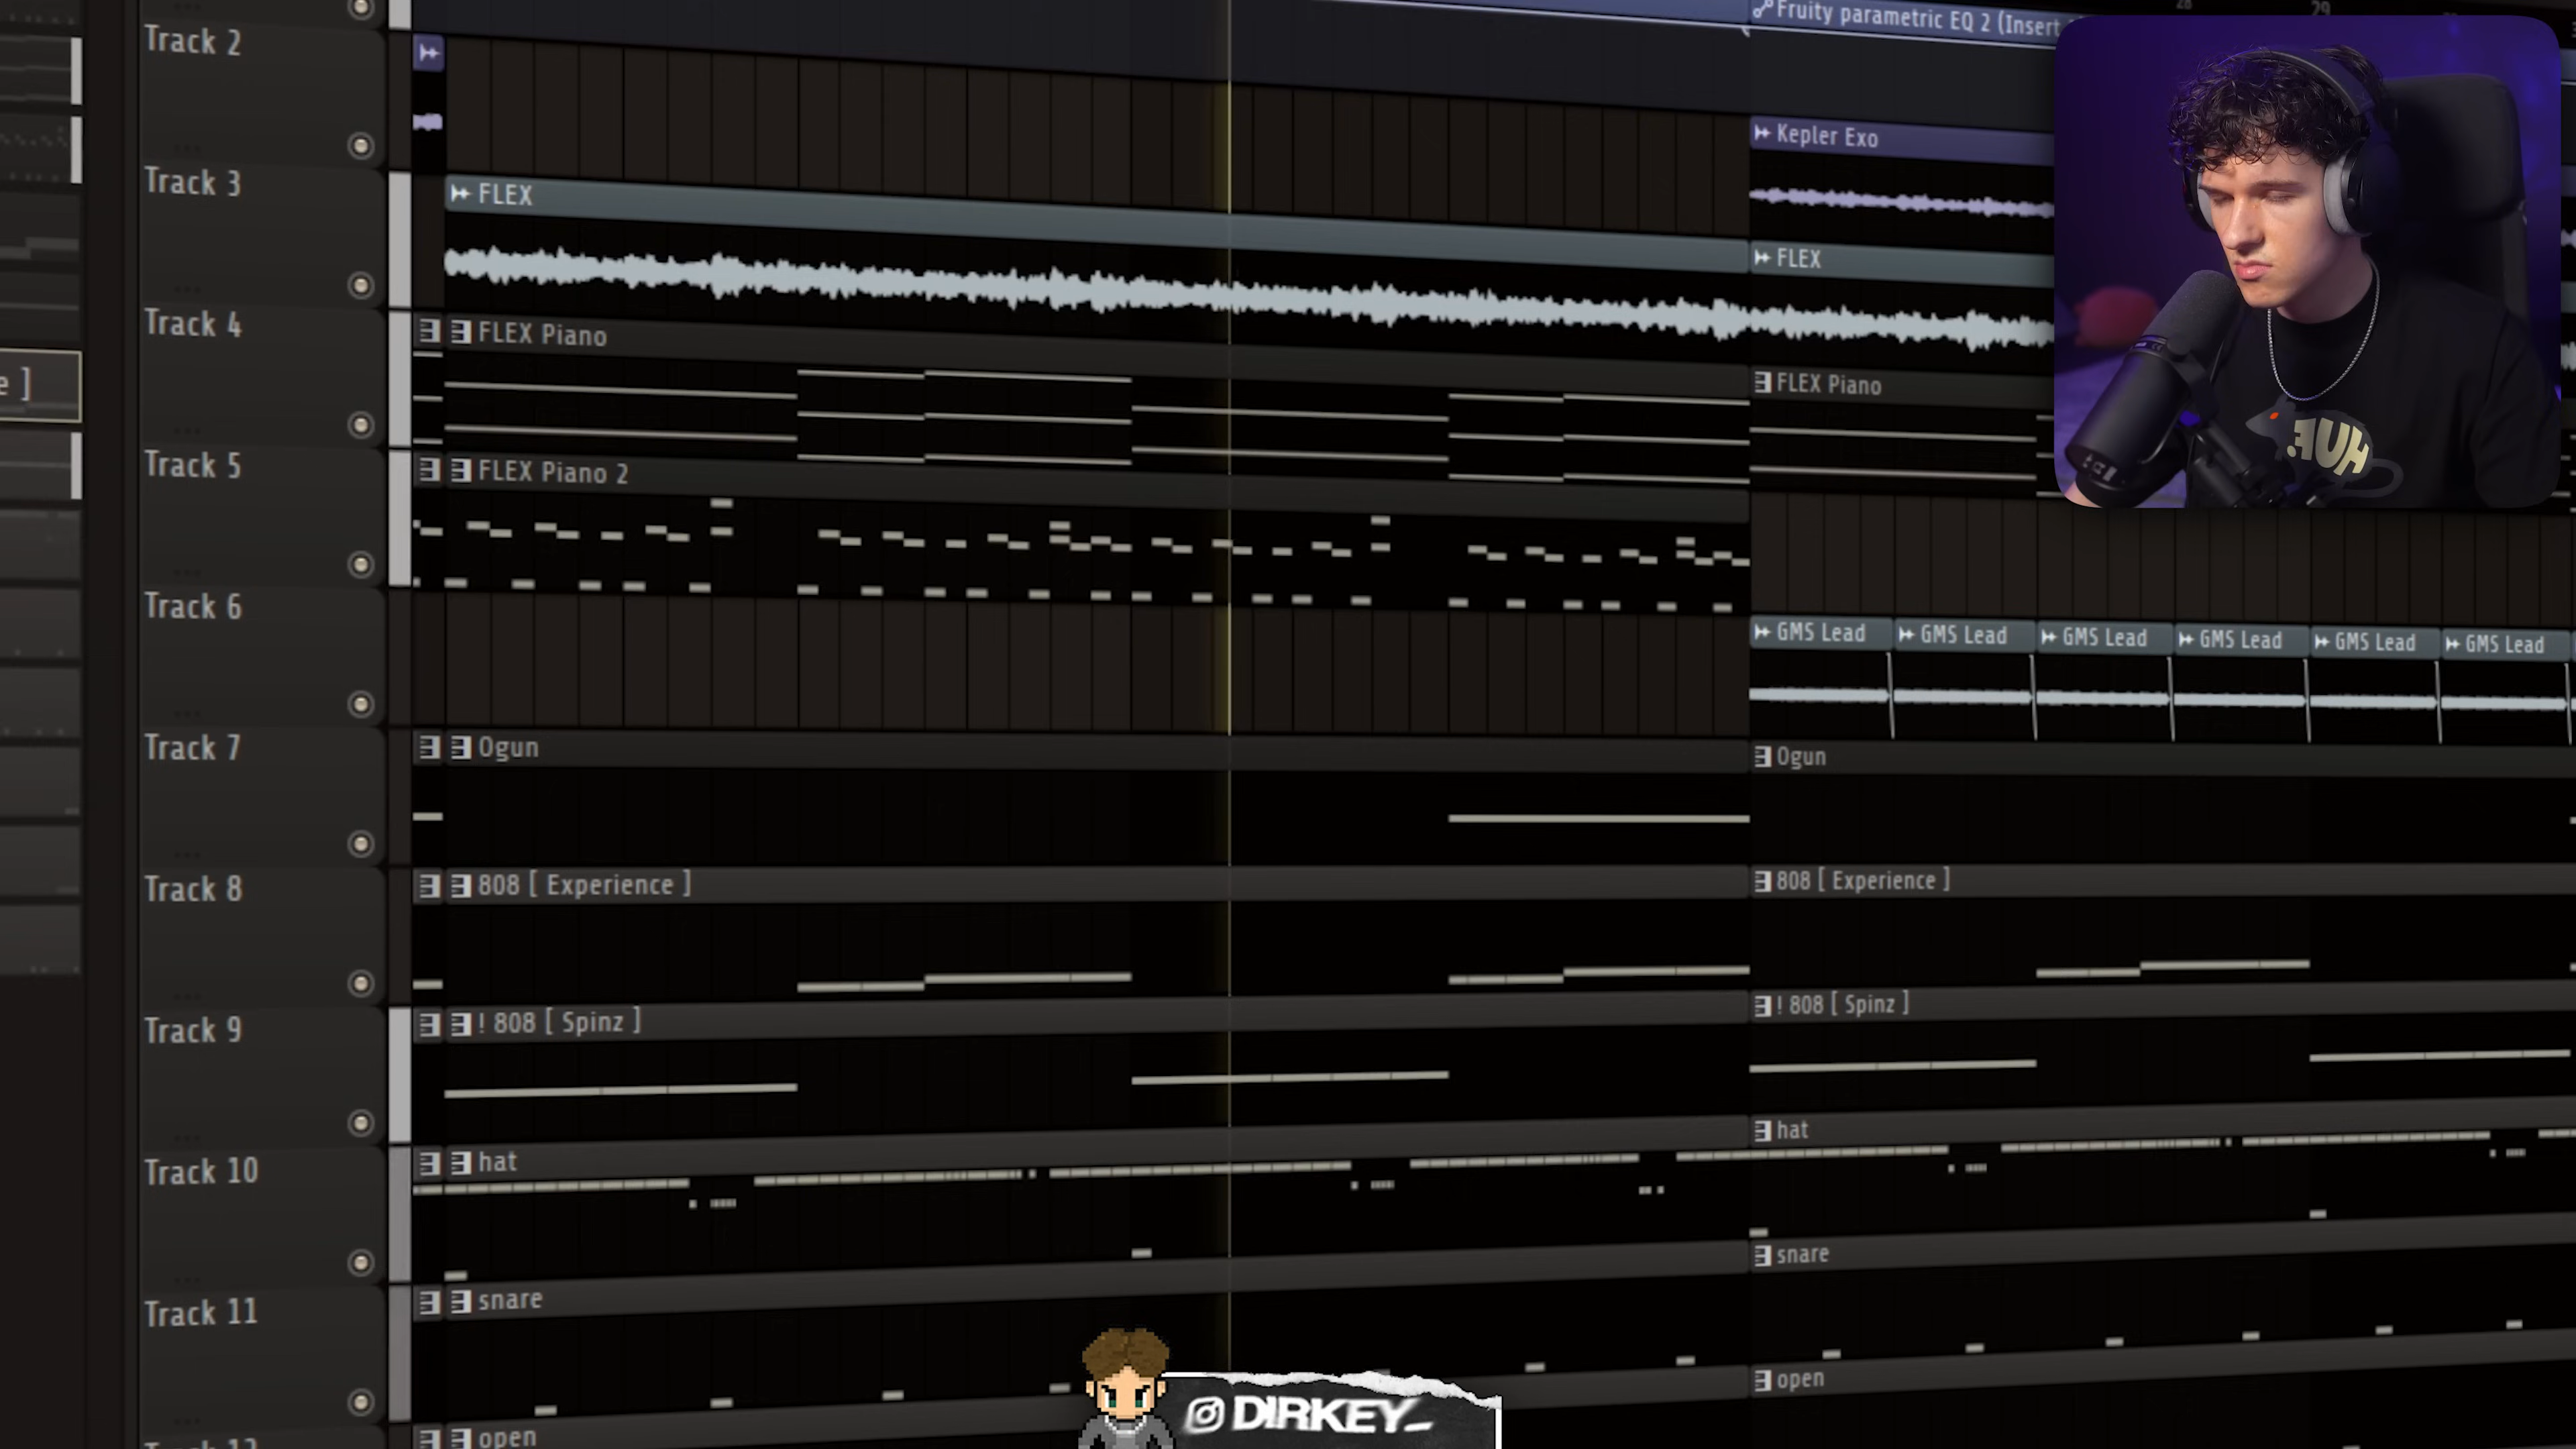 Fruity parametric EQ 2 (Insert
28
29
Track 2
Kepler Exo
Track 3
FLEX
FLEX
Track 4
FLEX Piano
FLEX Piano
e ]
Track 5
FLEX Piano 2
Track 6
GMS Lead
GMS Lead
GMS Lead
GMS Lead
GMS Lead
GMS Lead
Track 7
Ogun
Ogun
Track 8
808 [ Experience ]
808 [ Experience ]
Track 9
! 808 [ Spinz ]
! 808 [ Spinz ]
Track 10
hat
hat
snare
Track 11
snare
open
open
DIRKEY_